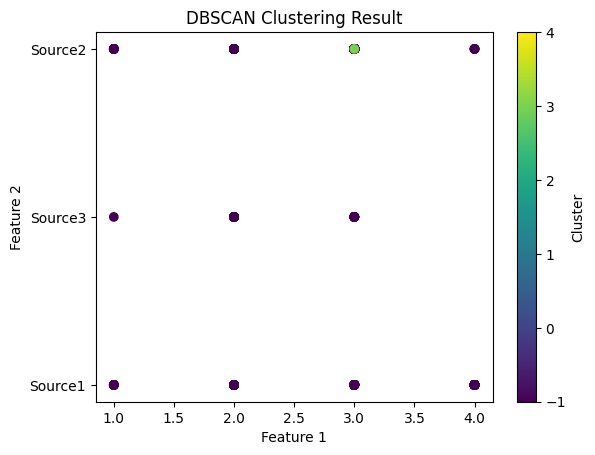 DBSCAN Clustering Result
Source2
Source3
Source1
Feature 2
1.0 1.5 2.0 2.5 3.0 3.5 4.0
Feature 1
4
3
2
1
0
−1
Cluster